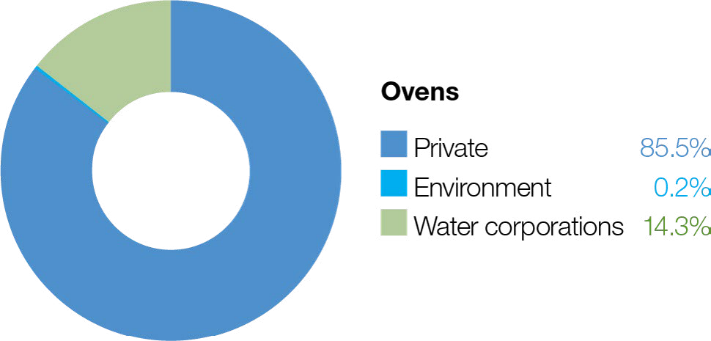 Ovens
Private 85.5%
Environment 0.2%
Water corporations 14.3%